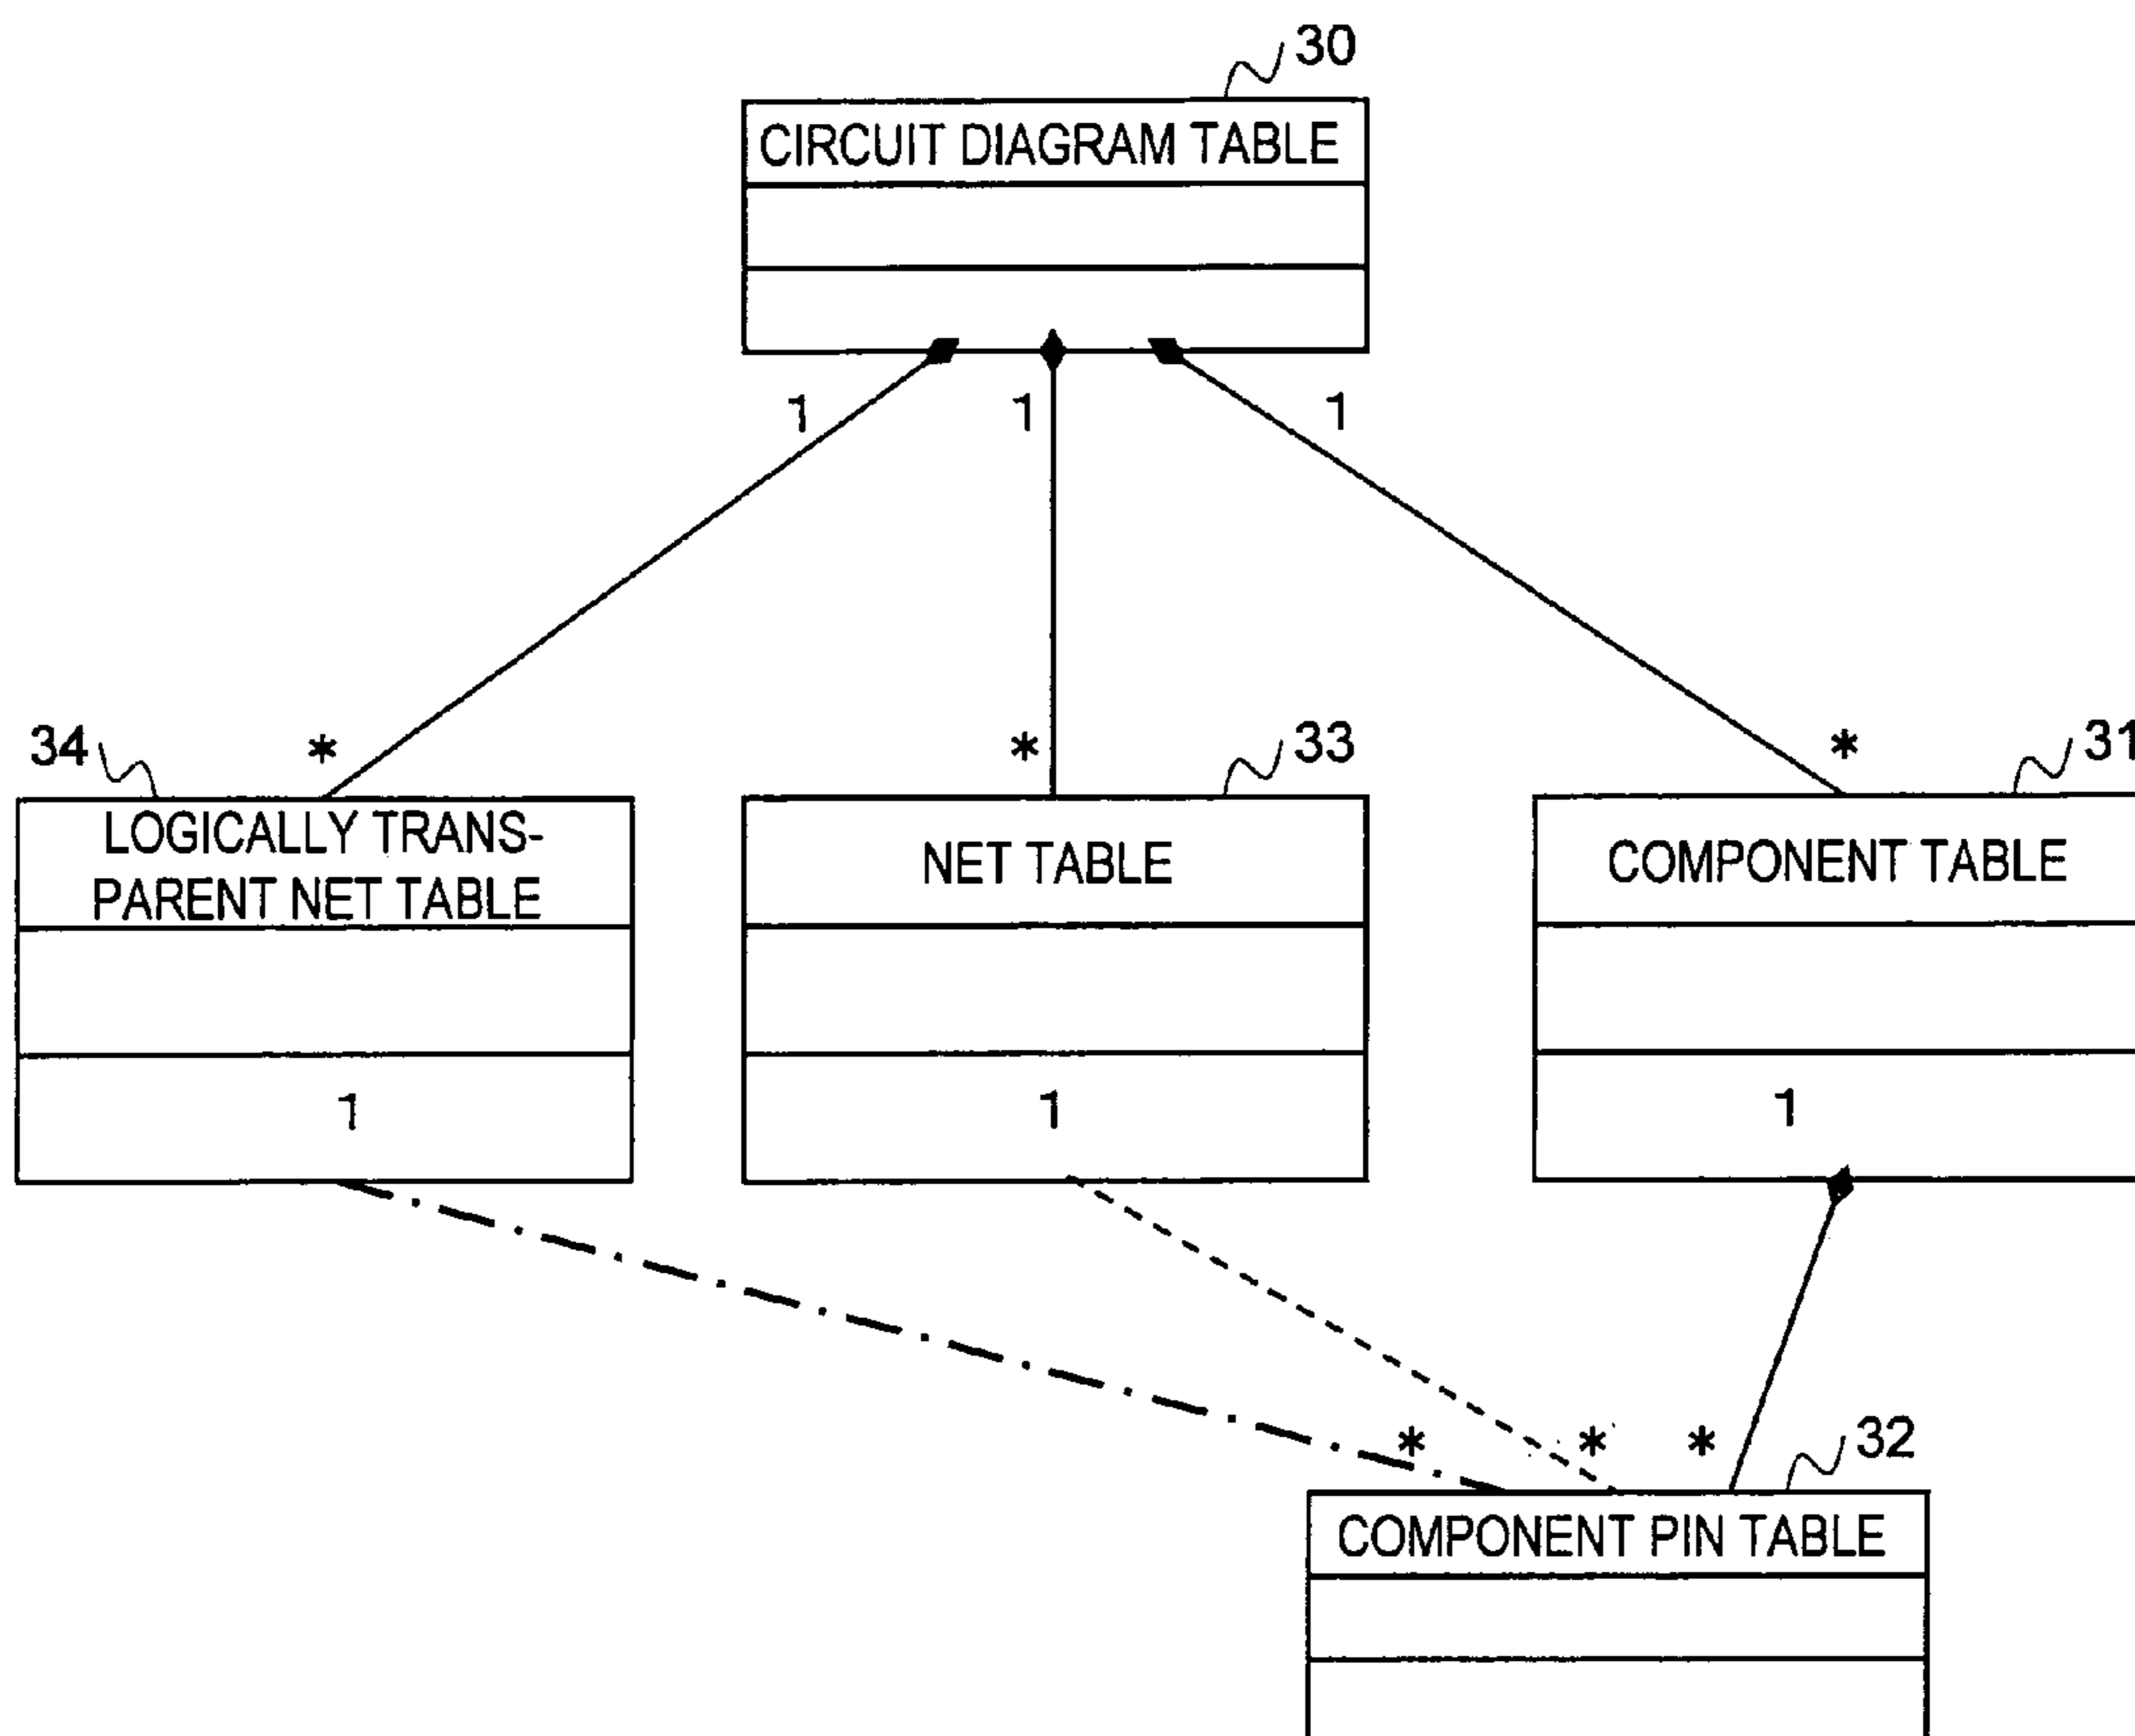 30
CIRCUIT DIAGRAM TABLE
1 1 1
34 * * 33 * 31
LOGICALLY TRANS-
PARENT NET TABLE
NET TABLE
COMPONENT TABLE
1 1 1
* * * 32
COMPONENT PIN TABLE